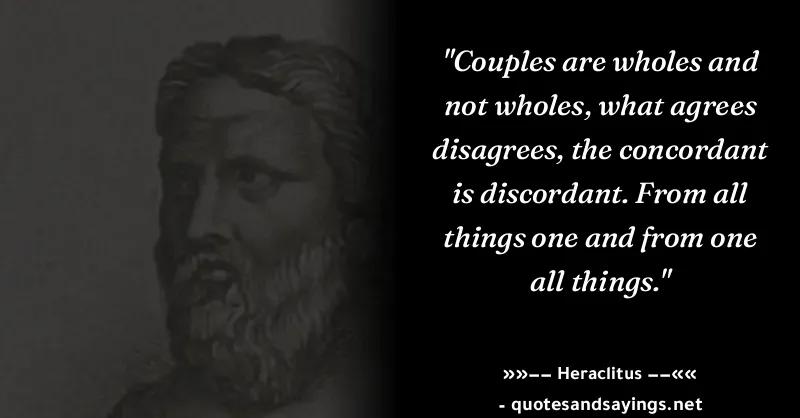 "Couples are wholes and
not wholes, what agrees
disagrees, the concordant
is discordant. From all
things one and from one
all things."
»»−− Heraclitus −−««
- quotesandsayings.net